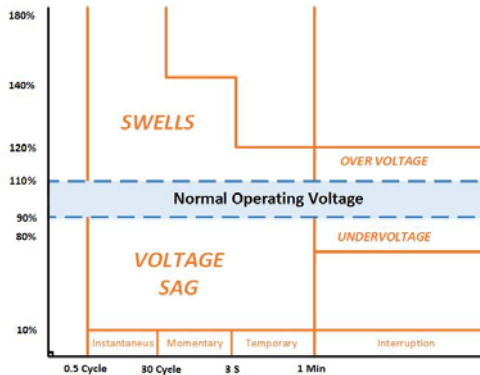 180%
140%
SWELLS
120%
OVER VOLTAGE
110%
Normal Operating Voltage
90%
80%
UNDERVOLTAGE
VOLTAGE
SAG
10%
Instantaneus Momentary Temporary Interruption
0.5 Cycle 30 Cycle 3 S 1 Min